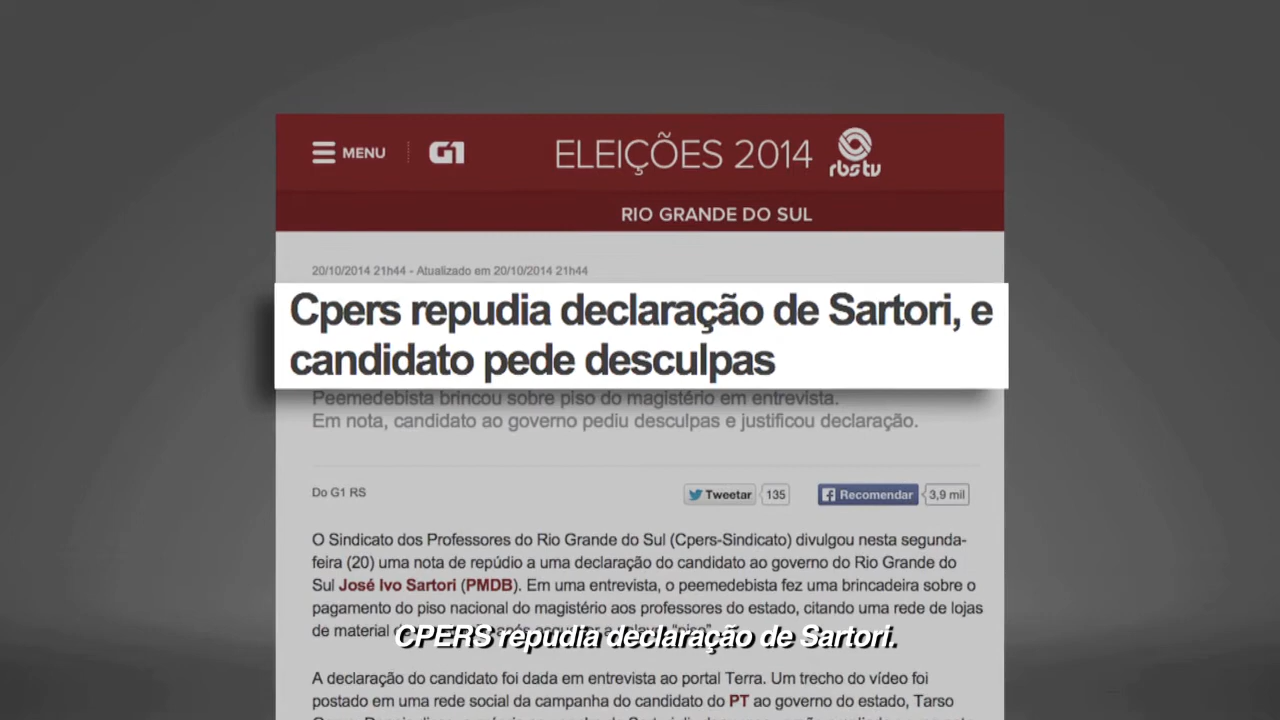 MENU G1 ELEIÇÕES 2014 rbs tv
RIO GRANDE DO SUL
20/10/2014 21h44 - Atualizado em 20/10/2014 21h44
Cpers repudia declaração de Sartori, e
candidato pede desculpas
Peemedebista brincou sobre piso do magistério em entrevista.
Em nota, candidato ao governo pediu desculpas e justificou declaração.
Do G1 RS Tweetar 135 Recomendar 3,9 mil
O Sindicato dos Professores do Rio Grande do Sul (Cpers-Sindicato) divulgou nesta segunda-
feira (20) uma nota de repúdio a uma declaração do candidato ao governo do Rio Grande do
Sul José Ivo Sartori (PMDB). Em uma entrevista, o peemedebista fez uma brincadeira sobre o
pagamento do piso nacional do magistério aos professores do estado, citando uma rede de lojas
de material
CPERS repudia declaração de Sartori.
A declaração do candidato foi dada em entrevista ao portal Terra. Um trecho do vídeo foi
postado em uma rede social da campanha do candidato do PT ao governo do estado, Tarso